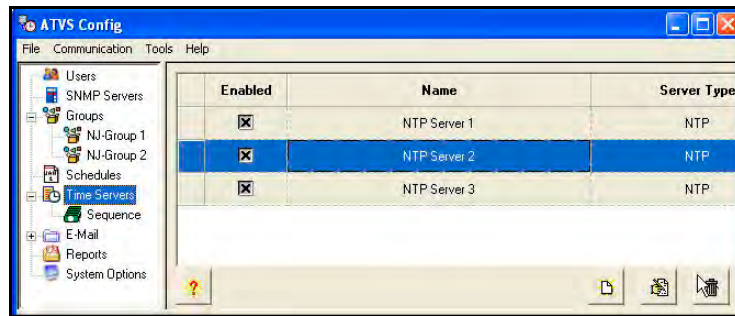 ATVS Config
File Communication Tools Help
Users
SNMP Servers
Groups
NJ-Group 1
NJ-Group 2
Schedules
Time Servers
Sequence
E-Mail
Reports
System Options
Enabled Name Server Type
NTP Server 1 NTP
NTP Server 2 NTP
NTP Server 3 NTP
?